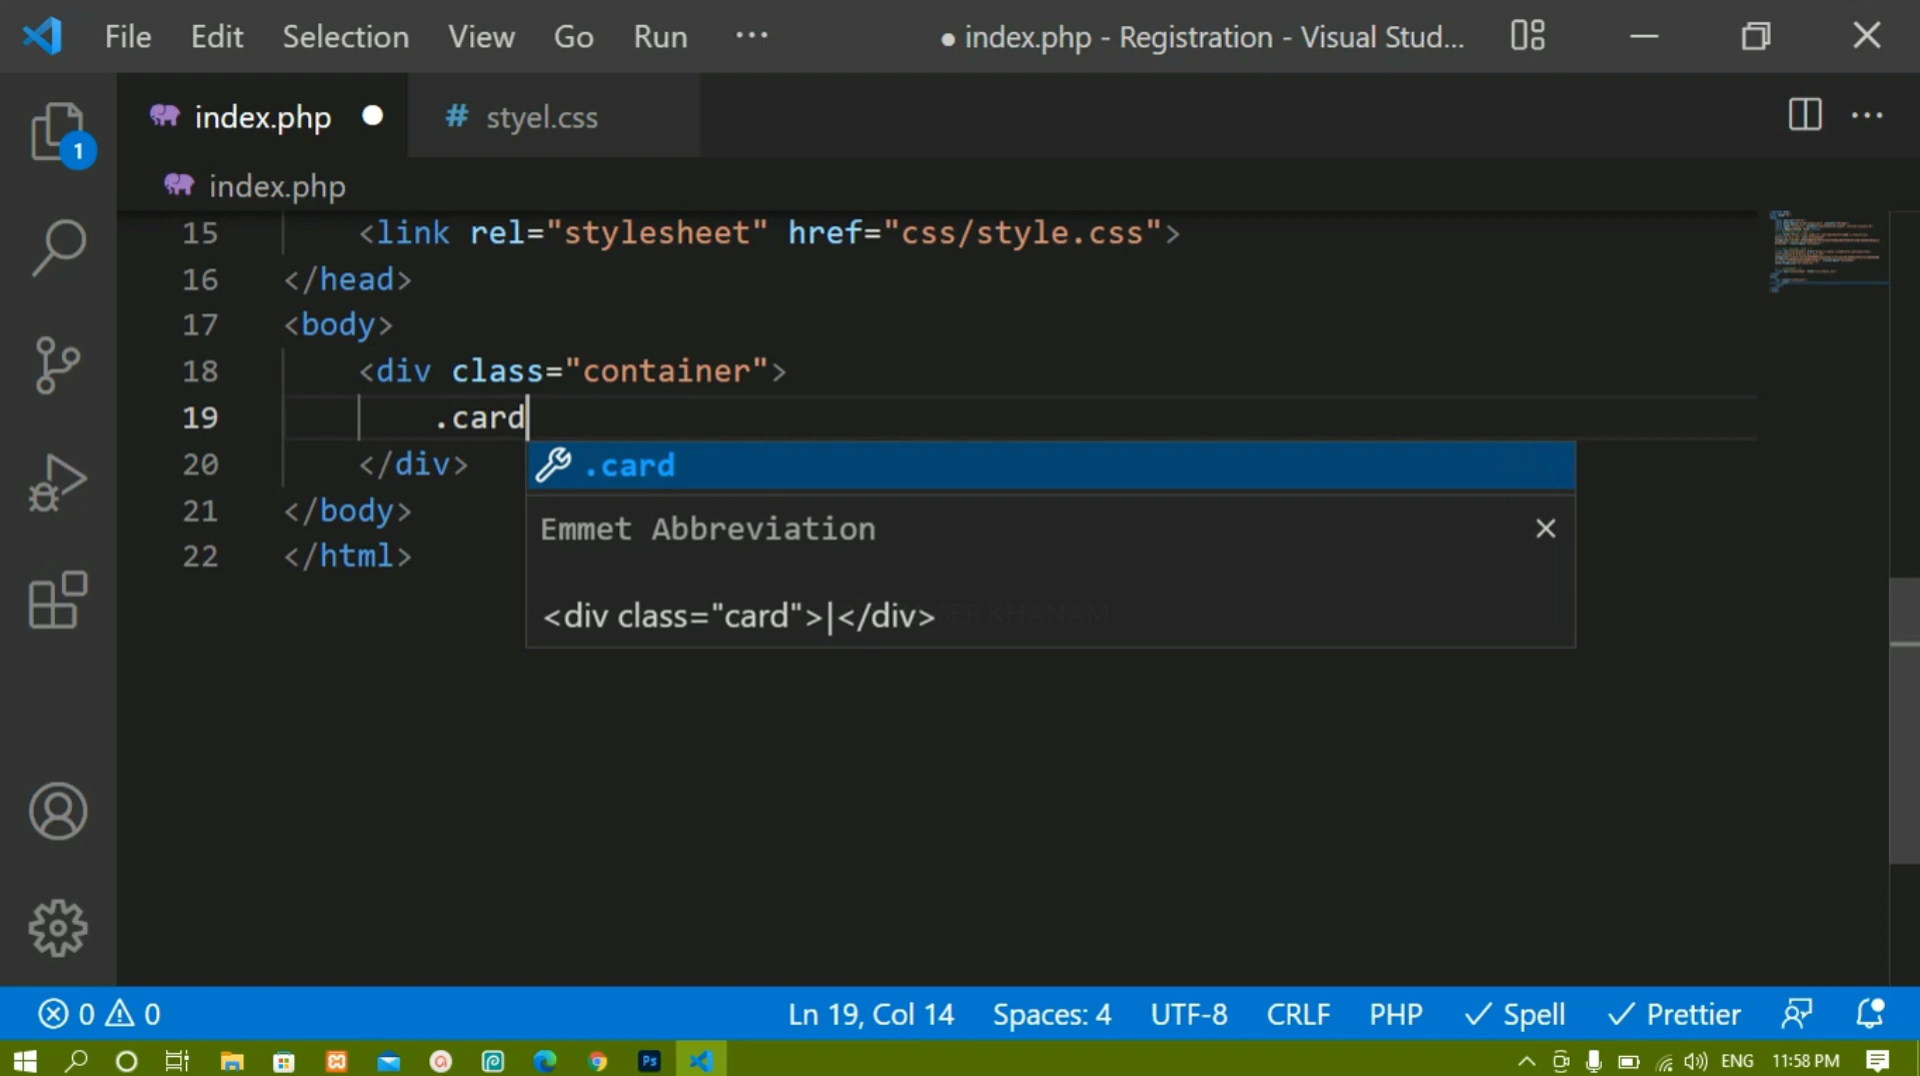 File Edit Selection View Go Run ··· ● index.php - Registration - Visual Stud...
index.php ● # styel.css
1
index.php
15 <link rel="stylesheet" href="css/style.css">
16 </head>
17 <body>
18 <div class="container">
19 .card
20 </div>
.card
21 </body>
Emmet Abbreviation
22 </html>
<div class="card">|</div>
KHANAM
0 0 Ln 19, Col 14 Spaces: 4 UTF-8 CRLF PHP ✓ Spell ✓ Prettier
Ps ENG 11:58 PM